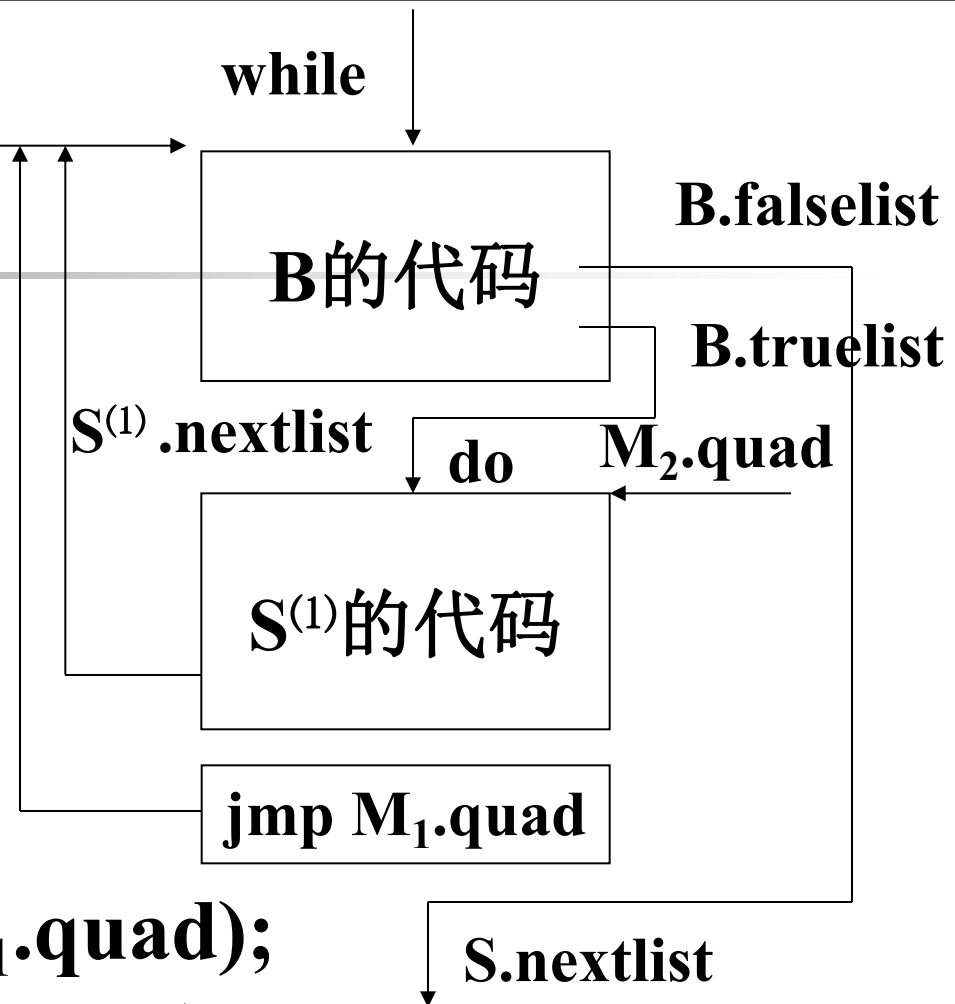 while
B.falselist
B的代码
B.truelist
S⁽¹⁾ .nextlist
do
M₂.quad
S⁽¹⁾的代码
jmp M₁.quad
.quad);
S.nextlist